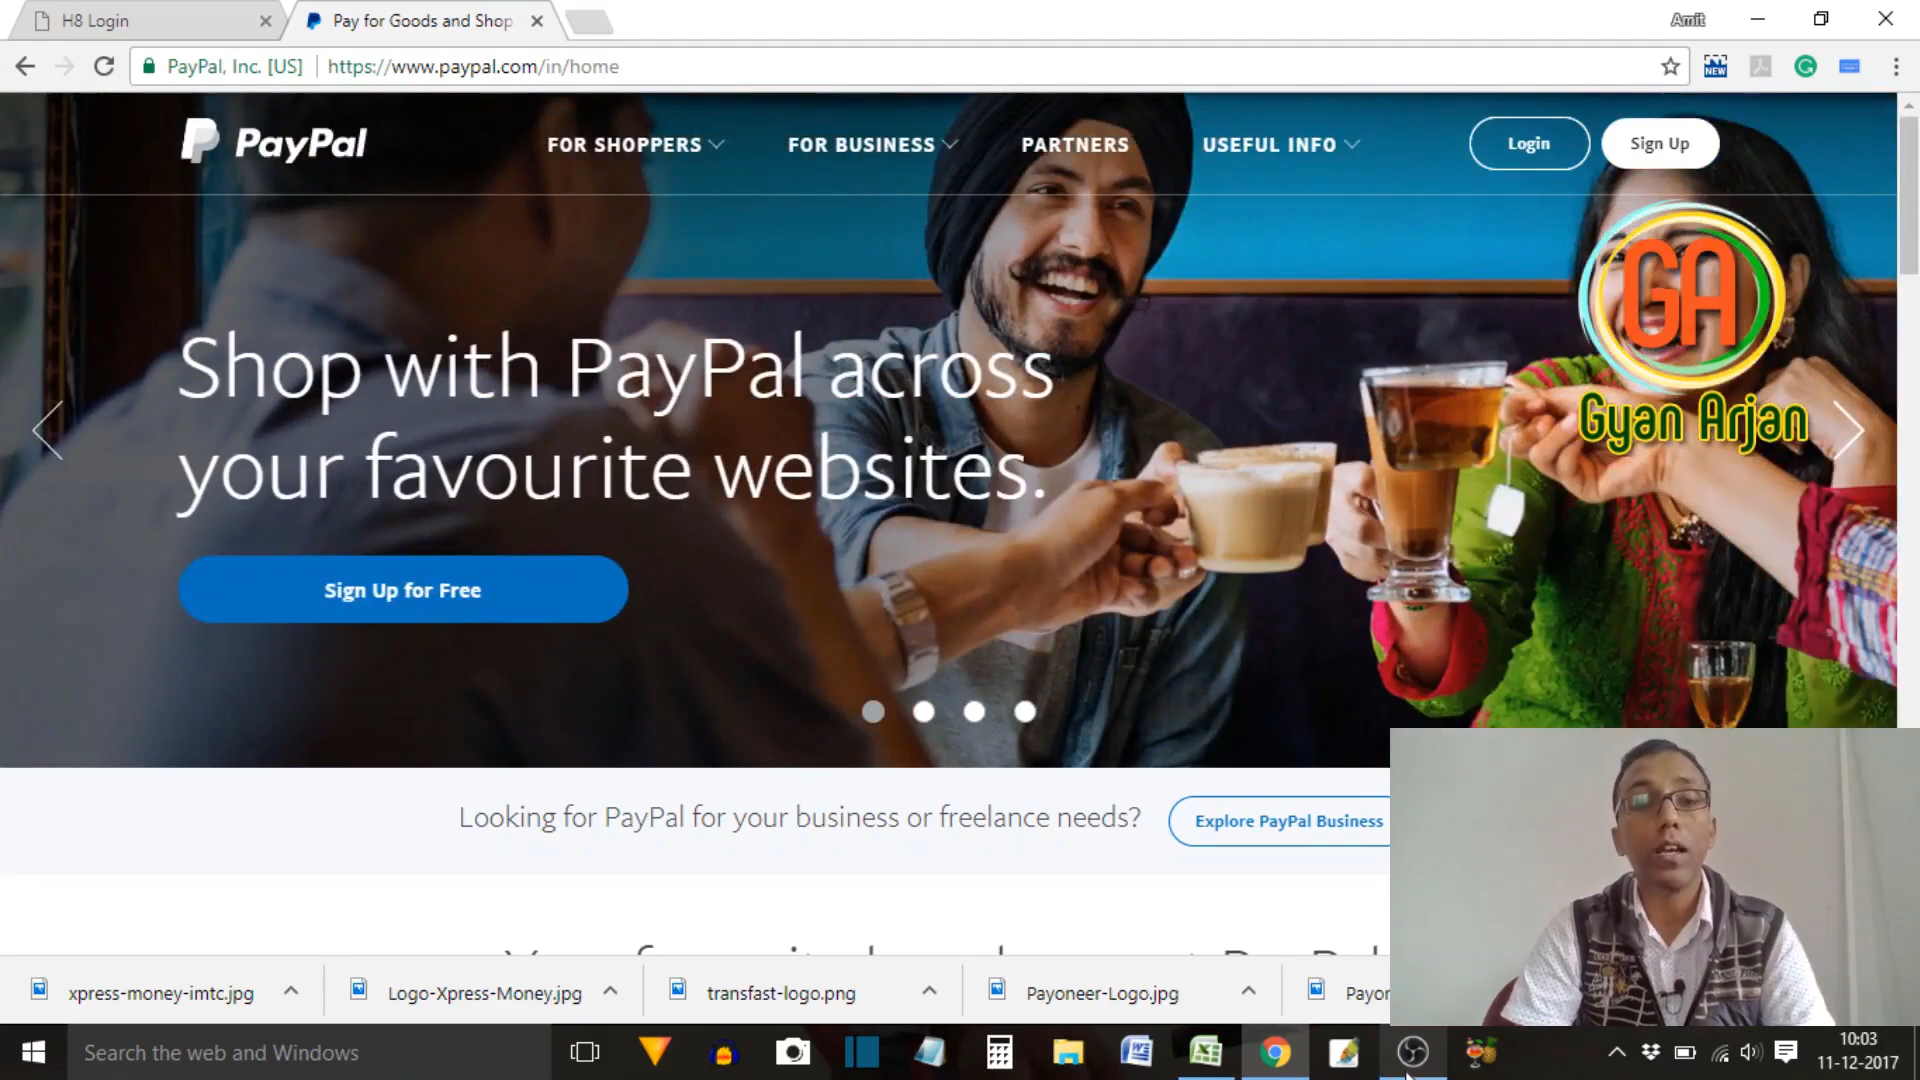 H8 Login
Pay for Goods and Shop
Amit
PayPal, Inc. [US]
https://www.paypal.com/in/home
NEW
PayPal
FOR SHOPPERS
FOR BUSINESS
PARTNERS
USEFUL INFO
Login
Sign Up
GA
Gyan Arjan
Shop with PayPal across
your favourite websites.
Sign Up for Free
Looking for PayPal for your business or freelance needs?
Explore PayPal Business
xpress-money-imtc.jpg
Logo-Xpress-Money.jpg
transfast-logo.png
Payoneer-Logo.jpg
Payor
Search the web and Windows
10:03
11-12-2017